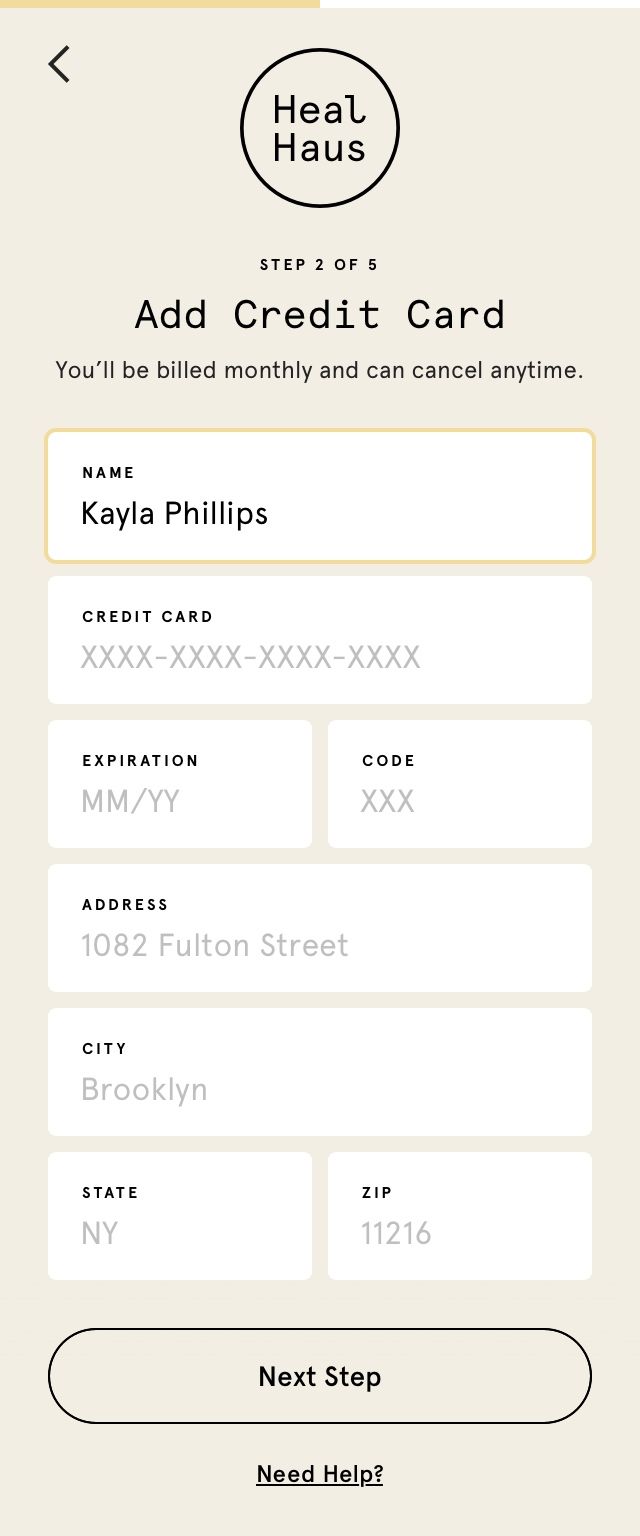 Heal
Haus
STEP 2 OF 5
Add Credit Card
You’ll be billed monthly and can cancel anytime.
NAME
Kayla Phillips
CREDIT CARD
XXXX-XXXX-XXXX-XXXX
EXPIRATION
MM/YY
CODE
XXX
ADDRESS
1082 Fulton Street
CITY
Brooklyn
STATE
NY
ZIP
11216
Next Step
Need Help?